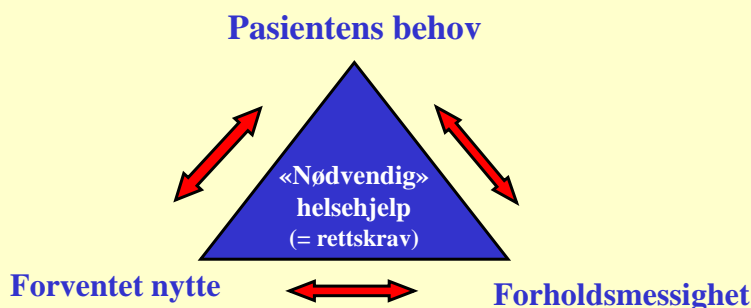 Pasientens behov
«Nødvendig»
helsehjelp
(= rettskrav)
Forventet nytte
Forholdsmessighet